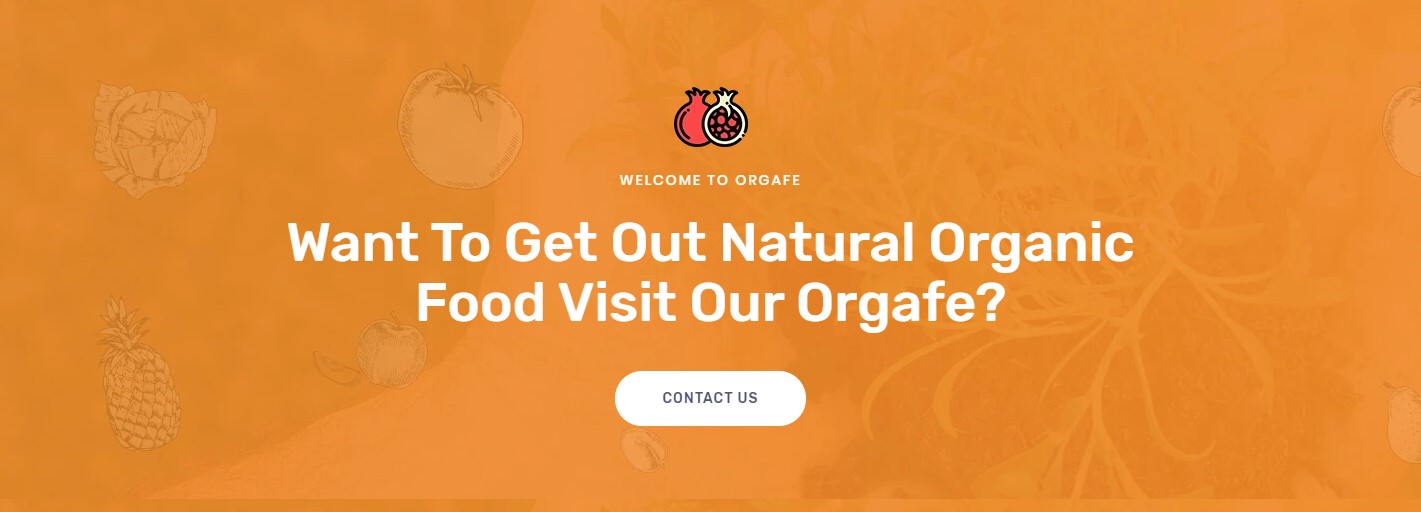 WELCOME TO ORGAFE
Want To Get Out Natural Organic
Food Visit Our Orgafe?
CONTACT US